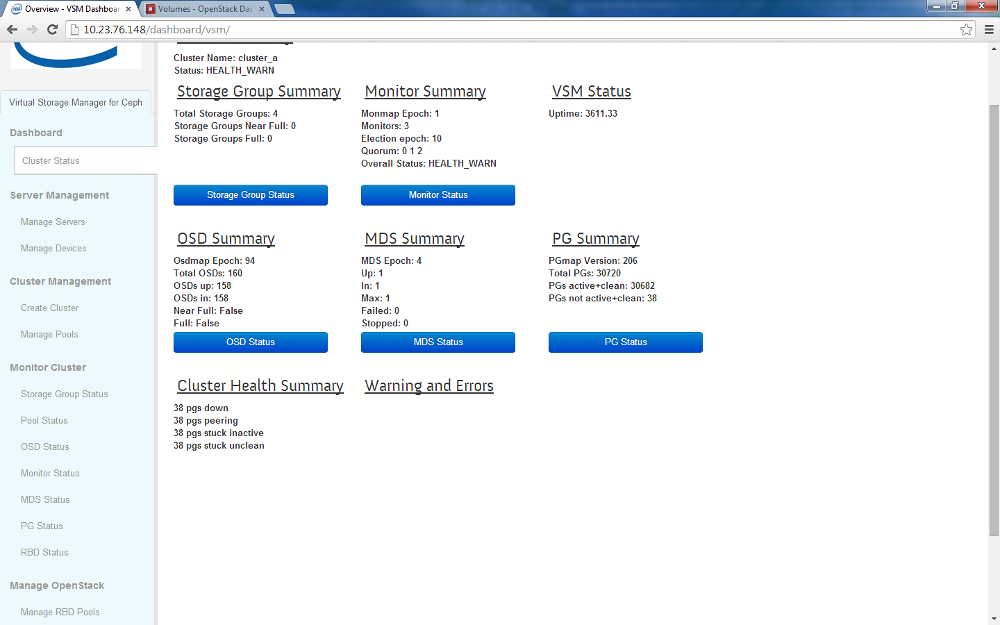 Overview - VSM Dashboar
Volumes - OpenStack Das
10.23.76.148/dashboard/vsm/
Virtual Storage Manager for Ceph
Dashboard
Cluster Status
Server Management
Manage Servers
Manage Devices
Cluster Management
Create Cluster
Manage Pools
Monitor Cluster
Storage Group Status
Pool Status
OSD Status
Monitor Status
MDS Status
PG Status
RBD Status
Manage OpenStack
Manage RBD Pools
Cluster Name: cluster_a
Status: HEALTH_WARN
Storage Group Summary
Total Storage Groups: 4
Storage Groups Near Full: 0
Storage Groups Full: 0
Storage Group Status
Monitor Summary
Monmap Epoch: 1
Monitors: 3
Election epoch: 10
Quorum: 0 1 2
Overall Status: HEALTH_WARN
Monitor Status
VSM Status
Uptime: 3611.33
OSD Summary
Osdmap Epoch: 94
Total OSDs: 160
OSDs up: 158
OSDs in: 158
Near Full: False
Full: False
OSD Status
MDS Summary
MDS Epoch: 4
Up: 1
In: 1
Max: 1
Failed: 0
Stopped: 0
MDS Status
PG Summary
PGmap Version: 206
Total PGs: 30720
PGs active+clean: 30682
PGs not active+clean: 38
PG Status
Cluster Health Summary
38 pgs down
38 pgs peering
38 pgs stuck inactive
38 pgs stuck unclean
Warning and Errors